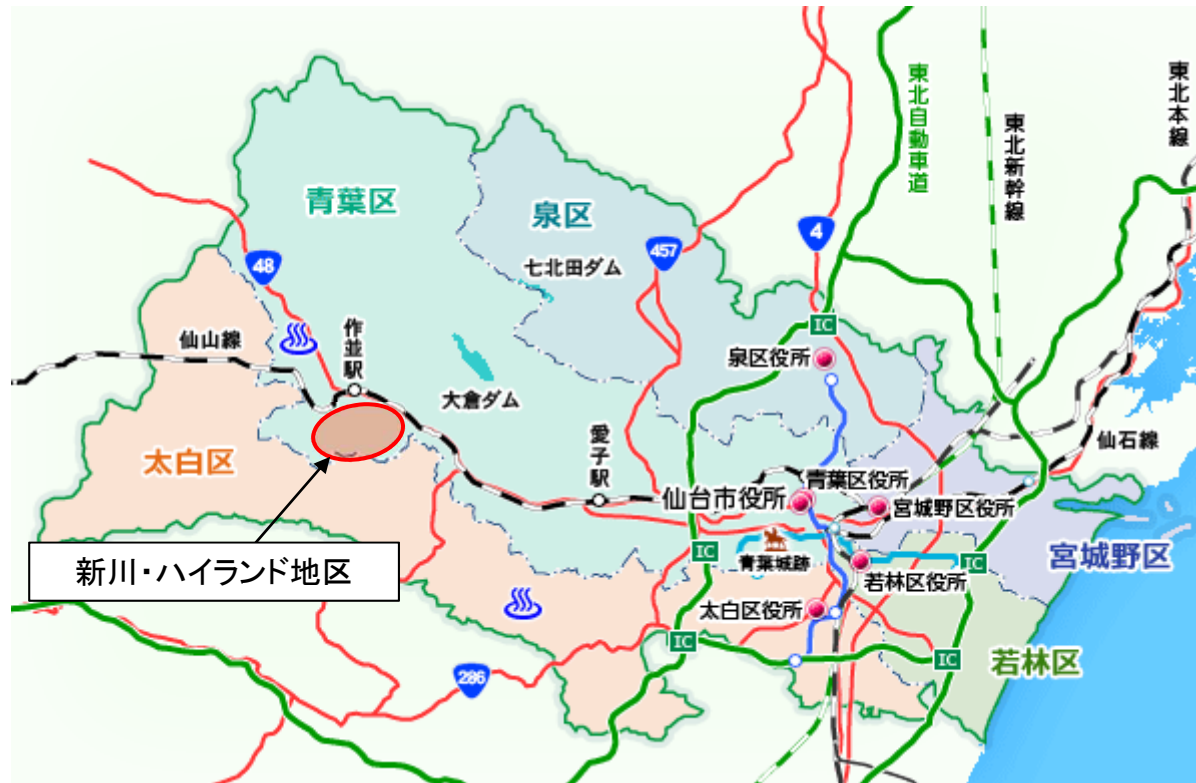 東北自動車道
東北新幹線
東北本線
青葉区
泉区
4
457
七北田ダム
48
仙山線
作並駅
IC
泉区役所
大倉ダム
太白区
愛子駅
仙石線
青葉区役所
仙台市役所
宮城野区役所
新川・ハイランド地区
IC
青葉城跡
IC
宮城野区
若林区役所
太白区役所
IC
IC
若林区
286